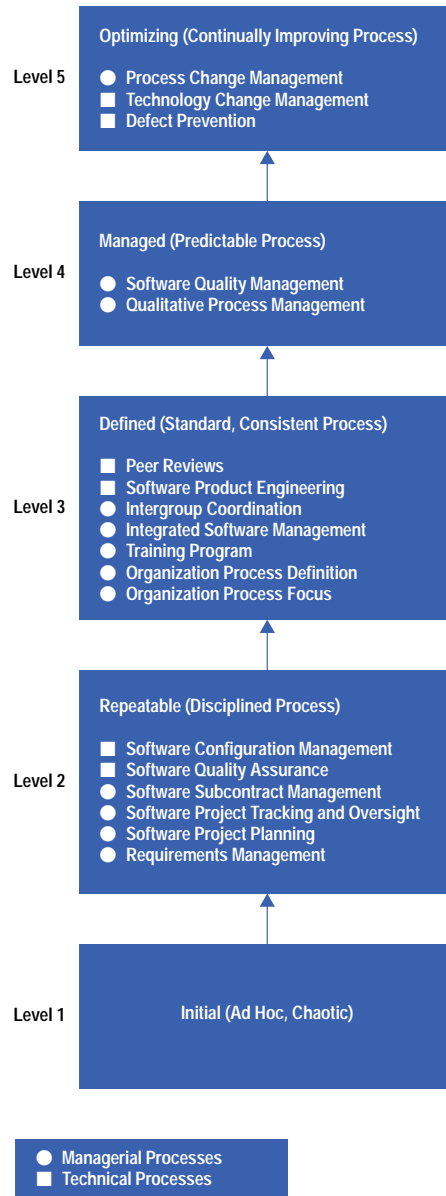 Optimizing (Continually Improving Process)
Level 5
Process Change Management
Technology Change Management
Defect Prevention
Managed (Predictable Process)
Level 4
Software Quality Management
Qualitative Process Management
Defined (Standard, Consistent Process)
Peer Reviews
Software Product Engineering
Level 3
Intergroup Coordination
Integrated Software Management
Training Program
Organization Process Definition
Organization Process Focus
Repeatable (Disciplined Process)
Software Configuration Management
Software Quality Assurance
Level 2
Software Subcontract Management
Software Project Tracking and Oversight
Software Project Planning
Requirements Management
Level 1
Initial (Ad Hoc, Chaotic)
Managerial Processes
Technical Processes